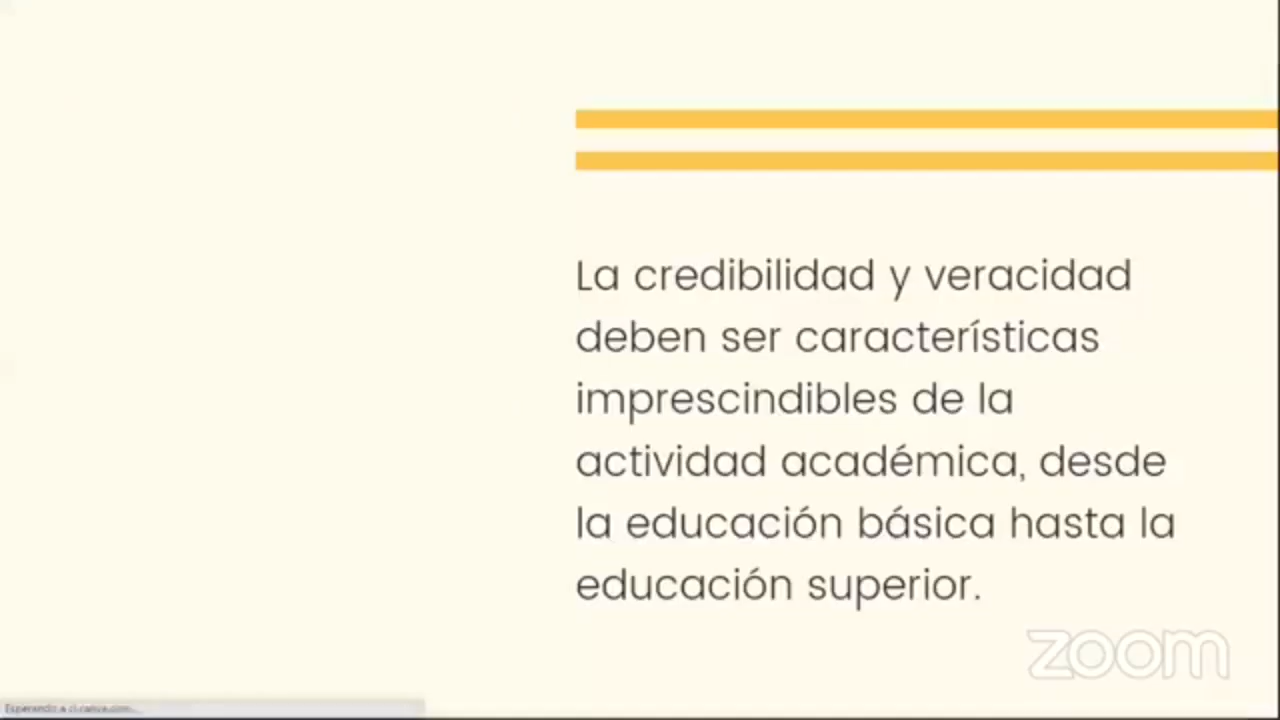 La credibilidad y veracidad
deben ser características
imprescindibles de la
actividad académica, desde
la educación básica hasta la
educación superior.
zoom
Esperando a